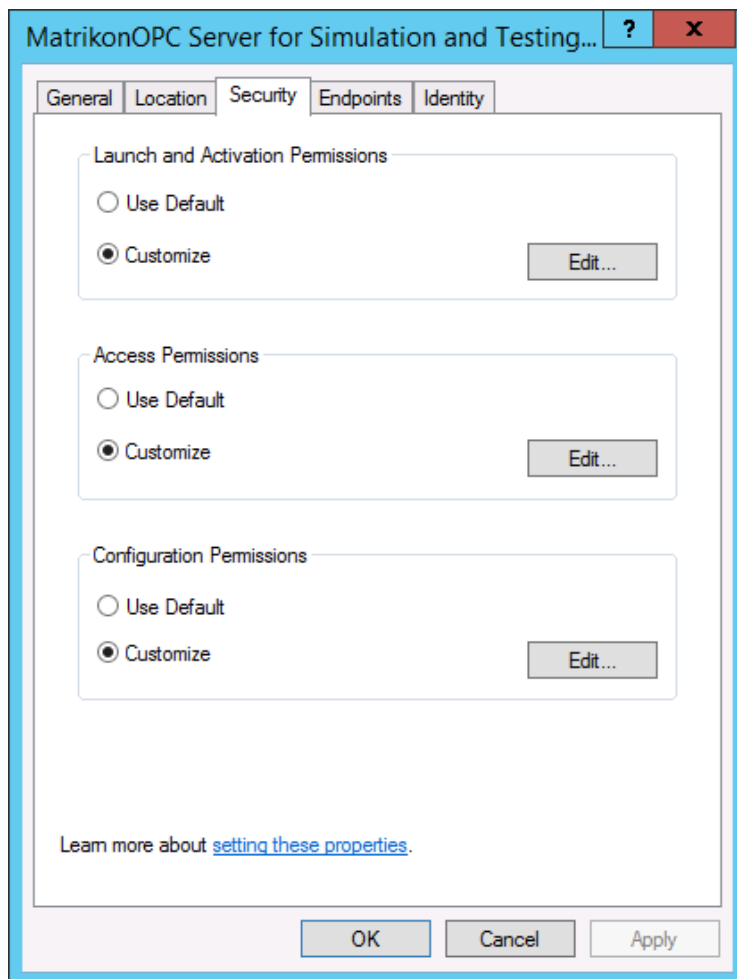 MatrikonOPC Server for Simulation and Testing... ? x
General Location Security Endpoints Identity
Launch and Activation Permissions
Use Default
Customize
Edit...
Access Permissions
Use Default
Customize
Edit...
Configuration Permissions
Use Default
Customize
Edit...
Learn more about setting these properties.
OK Cancel Apply